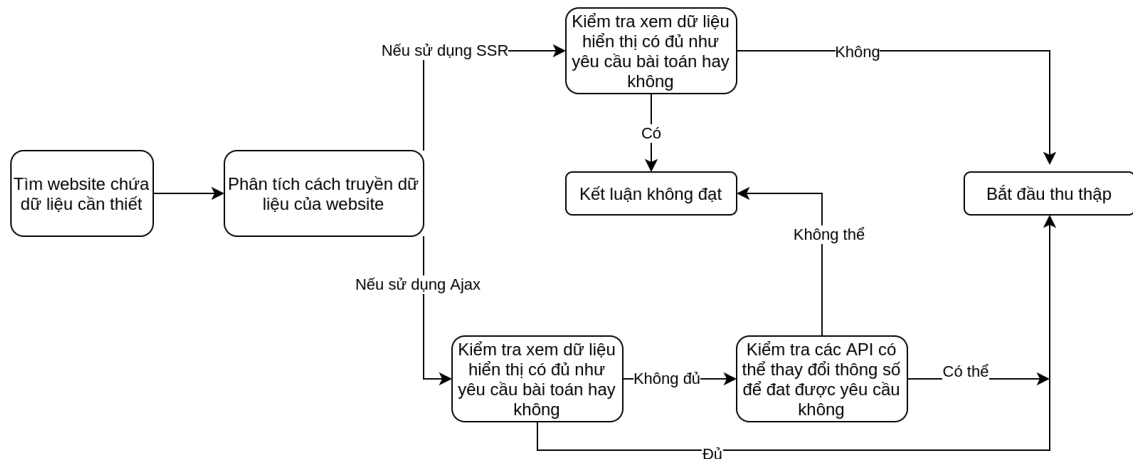 Kiểm tra xem dữ liệu
hiển thị có đủ như
yêu cầu bài toán hay
không
Nếu sử dụng SSR
Không
Có
Tìm website chứa
dữ liệu cần thiết
Phân tích cách truyền dữ
liệu của website
Kết luận không đạt
Bắt đầu thu thập
Không thể
Nếu sử dụng Ajax
Kiểm tra xem dữ liệu
hiển thị có đủ như
yêu cầu bài toán hay
không
Không đủ
Kiểm tra các API có
thể thay đổi thông số
để đat được yêu cầu
không
Có thể
Đủ